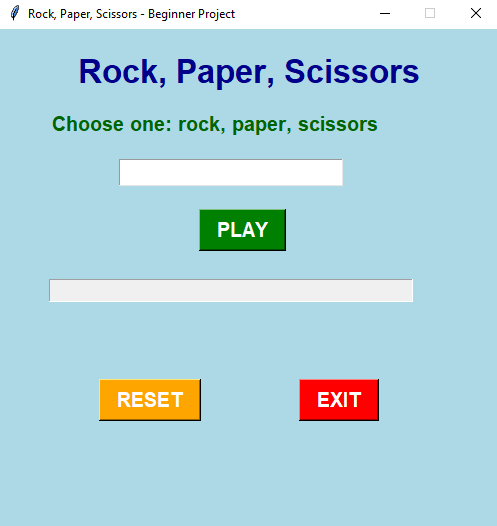 Rock, Paper, Scissors - Beginner Project
Rock, Paper, Scissors
Choose one: rock, paper, scissors
PLAY
RESET EXIT